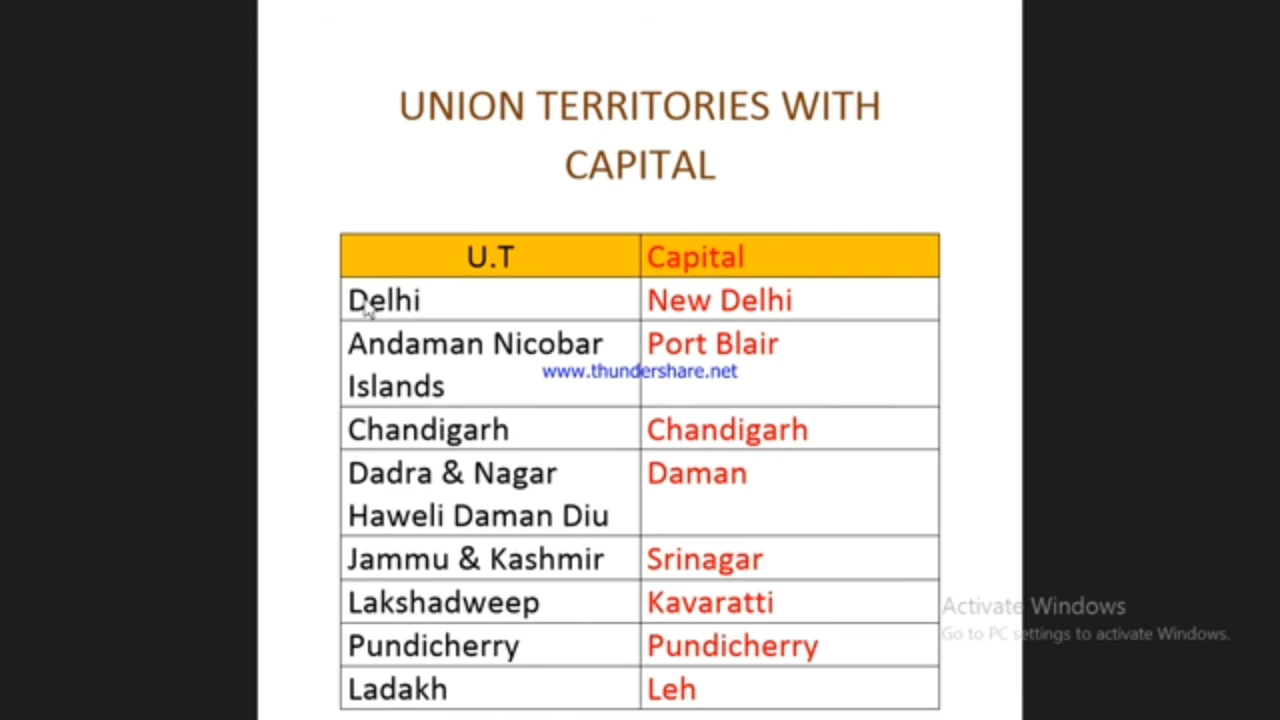 UNION TERRITORIES WITH
CAPITAL
U.T Capital
Delhi New Delhi
Andaman Nicobar Port Blair
www.thundershare.net
Islands
Chandigarh Chandigarh
Dadra & Nagar Daman
Haweli Daman Diu
Jammu & Kashmir Srinagar
Lakshadweep Kavaratti
Activate Windows
Go to PC settings to activate Windows.
Pundicherry Pundicherry
Ladakh Leh